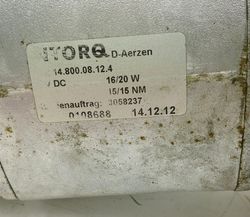 ITORQ D-Aerzen
14.800.08.12.4
DC 16/20 W
15/15 NM
enauftrag: 3058237
0108688 14.12.12